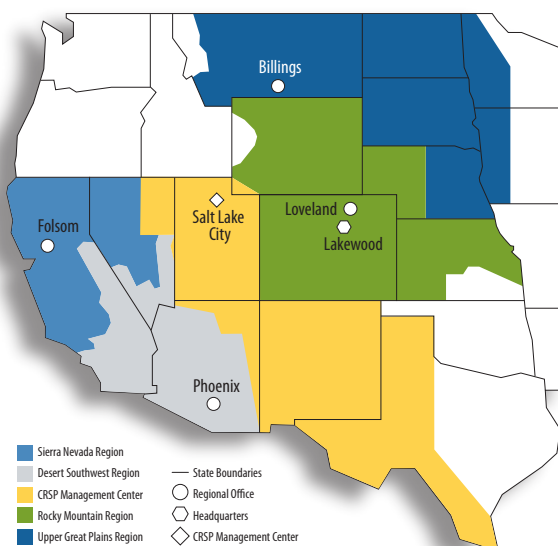 Billings
Salt Lake
City
Loveland
Lakewood
Folsom
Phoenix
Sierra Nevada Region
Desert Southwest Region
CRSP Management Center
Rocky Mountain Region
Upper Great Plains Region
State Boundaries
Regional Office
Headquarters
CRSP Management Center